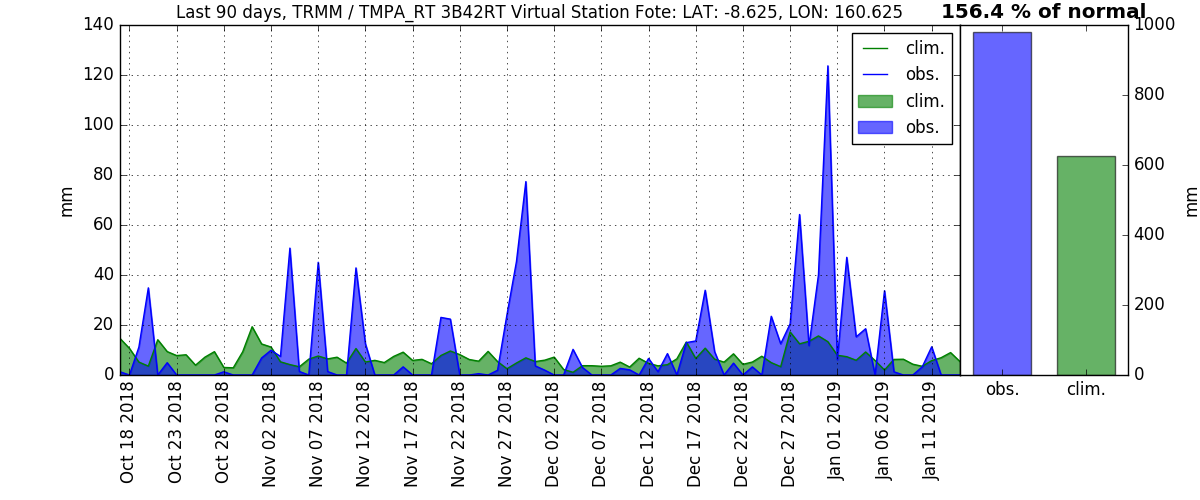 Last 90 days, TRMM / TMPA_RT 3B42RT Virtual Station Fote: LAT: -8.625, LON: 160.625
156.4 % of normal
mm
140
120
100
80
60
40
20
0
clim.
obs.
clim.
obs.
Oct 18 2018
Oct 23 2018
Oct 28 2018
Nov 02 2018
Nov 07 2018
Nov 12 2018
Nov 17 2018
Nov 22 2018
Nov 27 2018
Dec 02 2018
Dec 07 2018
Dec 12 2018
Dec 17 2018
Dec 22 2018
Dec 27 2018
Jan 01 2019
Jan 06 2019
Jan 11 2019
1000
800
600
400
200
0
mm
obs.
clim.